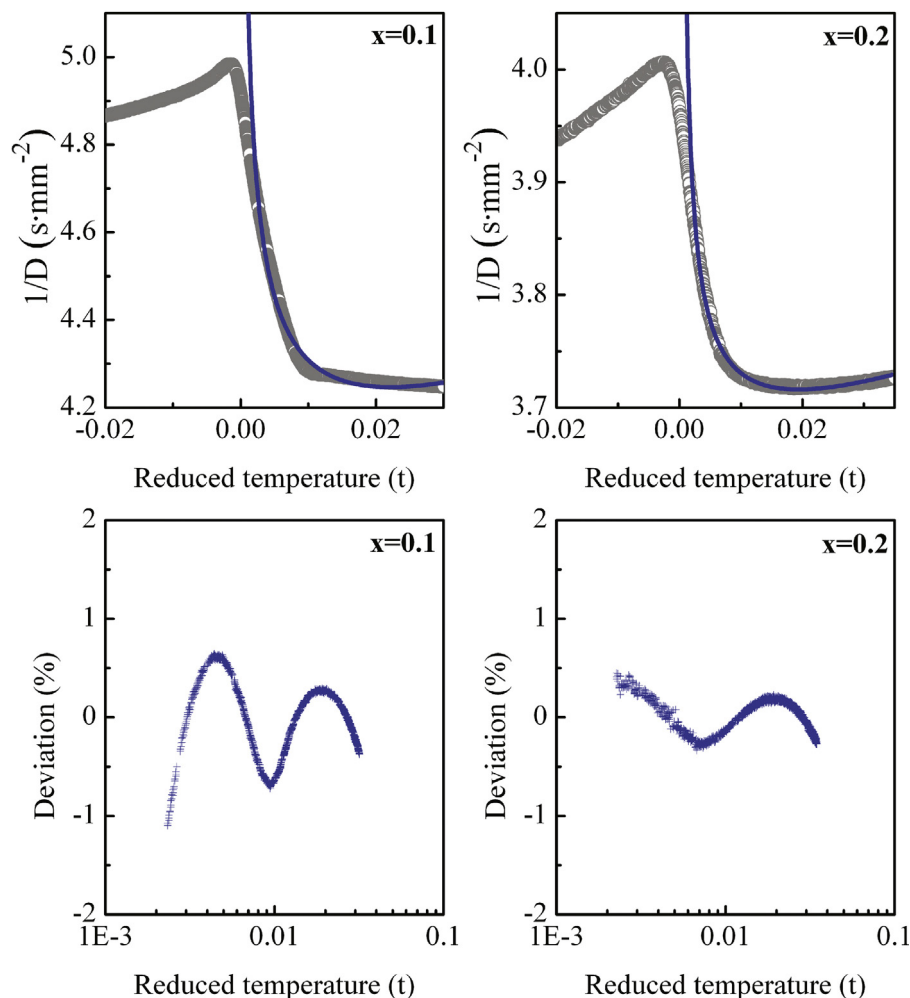 x=0.1
5.0
4.8
4.6
4.4
4.2
1/D (s·mm⁻²)
-0.02 0.00 0.02
Reduced temperature (t)
x=0.2
4.0
3.9
3.8
3.7
1/D (s·mm⁻²)
-0.02 0.00 0.02
Reduced temperature (t)
x=0.1
2
1
0
-1
-2
Deviation (%)
1E-3 0.01 0.1
Reduced temperature (t)
x=0.2
2
1
0
-1
-2
Deviation (%)
1E-3 0.01 0.1
Reduced temperature (t)